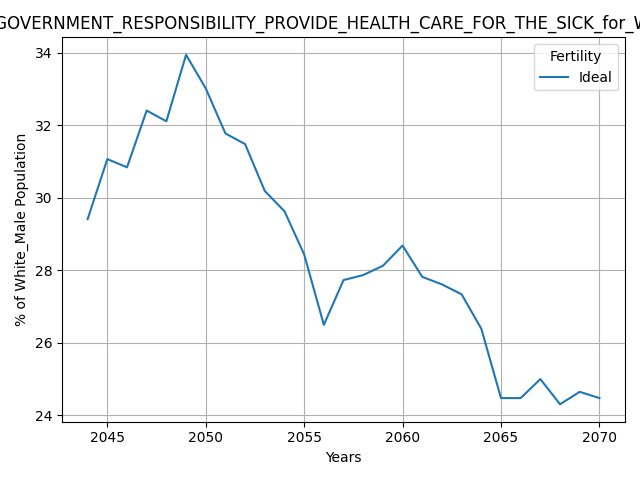 GOVERNMENT_RESPONSIBILITY_PROVIDE_HEALTH_CARE_FOR_THE_SICK_for_W
Fertility
Ideal
% of White_Male Population
34
32
30
28
26
24
2045 2050 2055 2060 2065 2070
Years